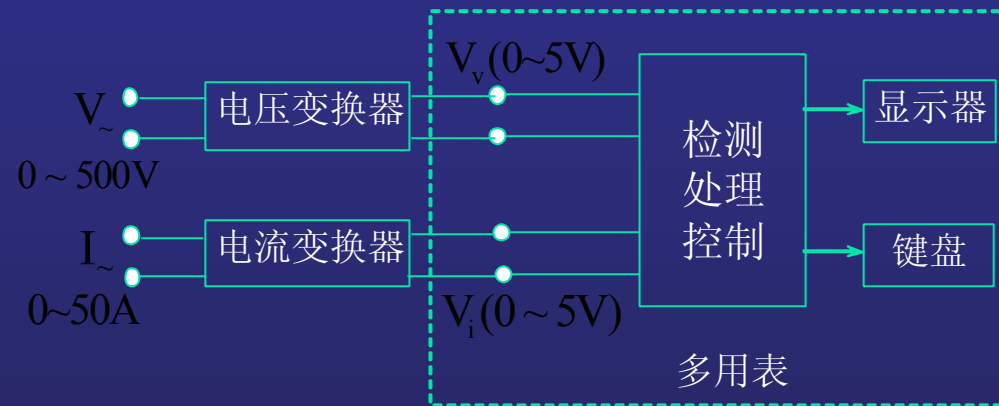 V~
0 ~ 500V
电压变换器
Vv(0~5V)
I~
0~50A
电流变换器
Vi(0 ~ 5V)
检测
处理
控制
显示器
键盘
多用表